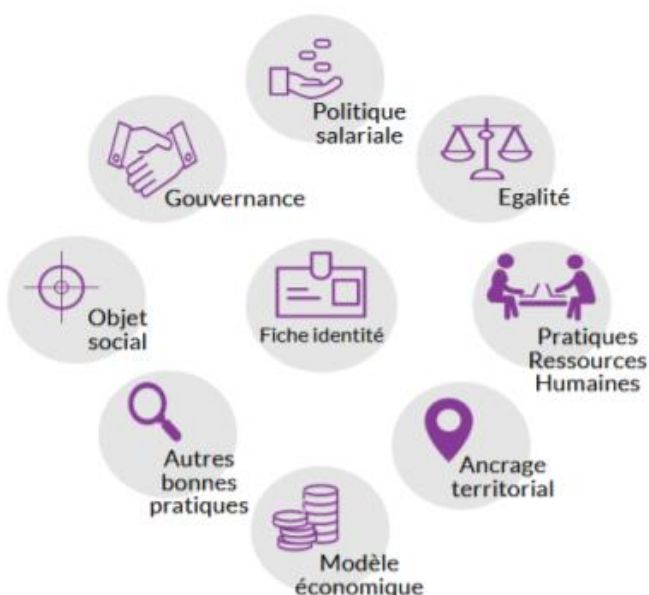 Politique
salariale
Gouvernance
Egalité
Objet
social
Fiche identité
Pratiques
Ressources
Humaines
Autres
bonnes
pratiques
Ancrage
territorial
Modèle
économique